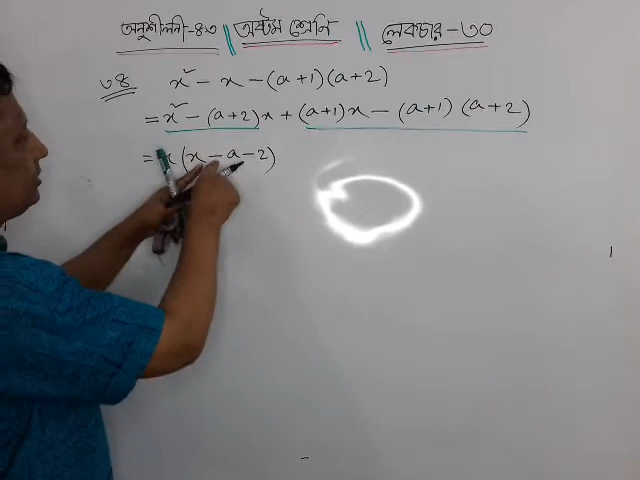 অনুশীলনী-৪৩ || অষ্টম শ্রেনি || লেকচার-৩০
৩৪ x² - x - (a+1)(a+2)
= x² - (a+2)x + (a+1)x - (a+1)(a+2)
= x(x-a-2)